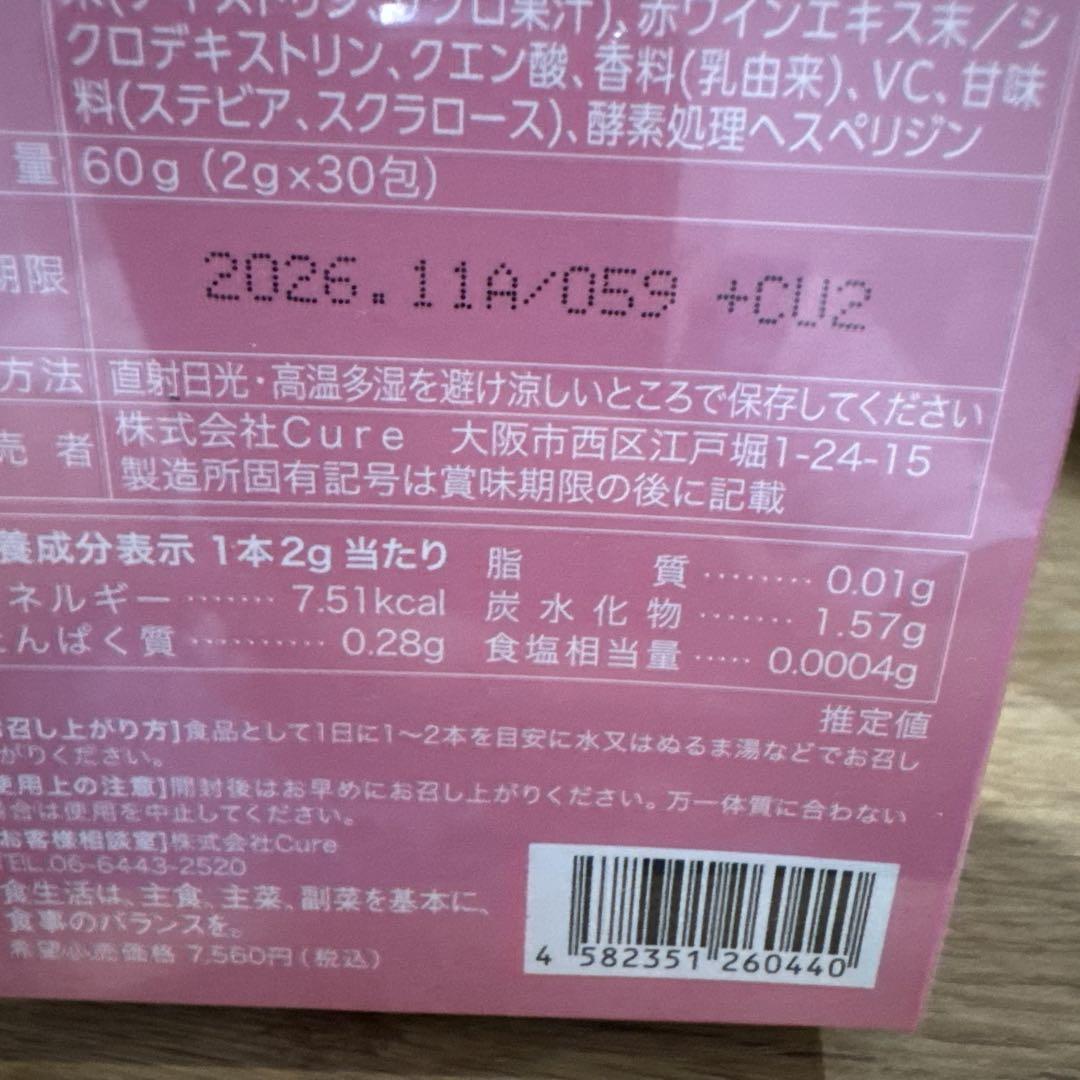 ザクロ果汁)、赤ワインエキス末/シ
クロデキストリン、クエン酸、香料(乳由来)、VC、甘味
料(ステビア、スクラロース)、酵素処理ヘスペリジン
量 60g (2g×30包)
期限 2026.11A/059 +CU2
方法 直射日光・高温多湿を避け涼しいところで保存してください
売者 株式会社Cure 大阪市西区江戸堀1-24-15
製造所固有記号は賞味期限の後に記載
養成分表示 1本2g 当たり
ネルギー ······· 7.51kcal
んぱく質 ··········· 0.28g
脂質 ········ 0.01g
炭水化物 ······· 1.57g
食塩相当量 ····· 0.0004g
推定値
召し上がり方]食品として1日に1〜2本を目安に水又はぬるま湯などでお召し
がりください。
使用上の注意]開封後はお早めにお召し上がりください。万一体質に合わない
合は使用を中止してください。
お客様相談室]株式会社Cure
TEL.06-6443-2520
食生活は、主食、主菜、副菜を基本に、
食事のバランスを。
希望小売価格 7,560円(税込)
4 582351 260440